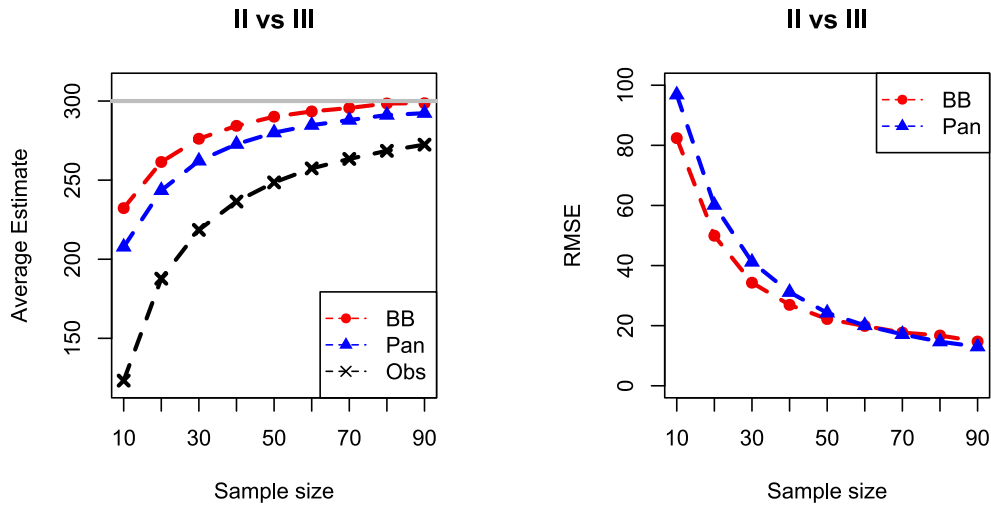 II vs III
Average Estimate
300
250
200
150
BB
Pan
Obs
10 30 50 70 90
Sample size
II vs III
RMSE
100
80
60
40
20
0
BB
Pan
10 30 50 70 90
Sample size